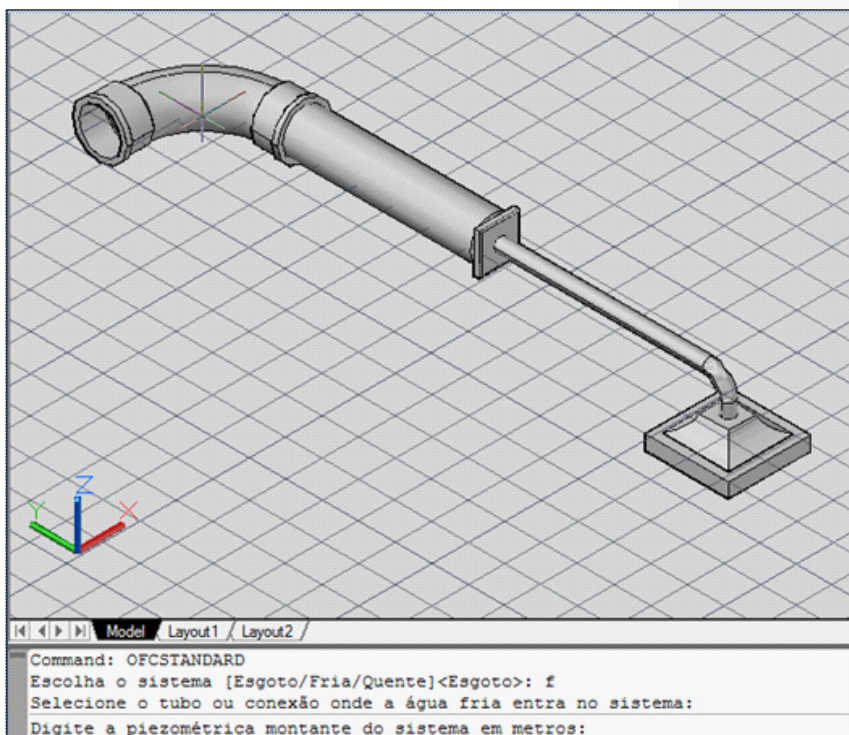 Z
Y X
Model Layout1 Layout2
Command: OFCSTANDARD
Escolha o sistema [Esgoto/Fria/Quente]<Esgoto>: f
Selecione o tubo ou conexão onde a água fria entra no sistema:
Digite a piezométrica montante do sistema em metros: